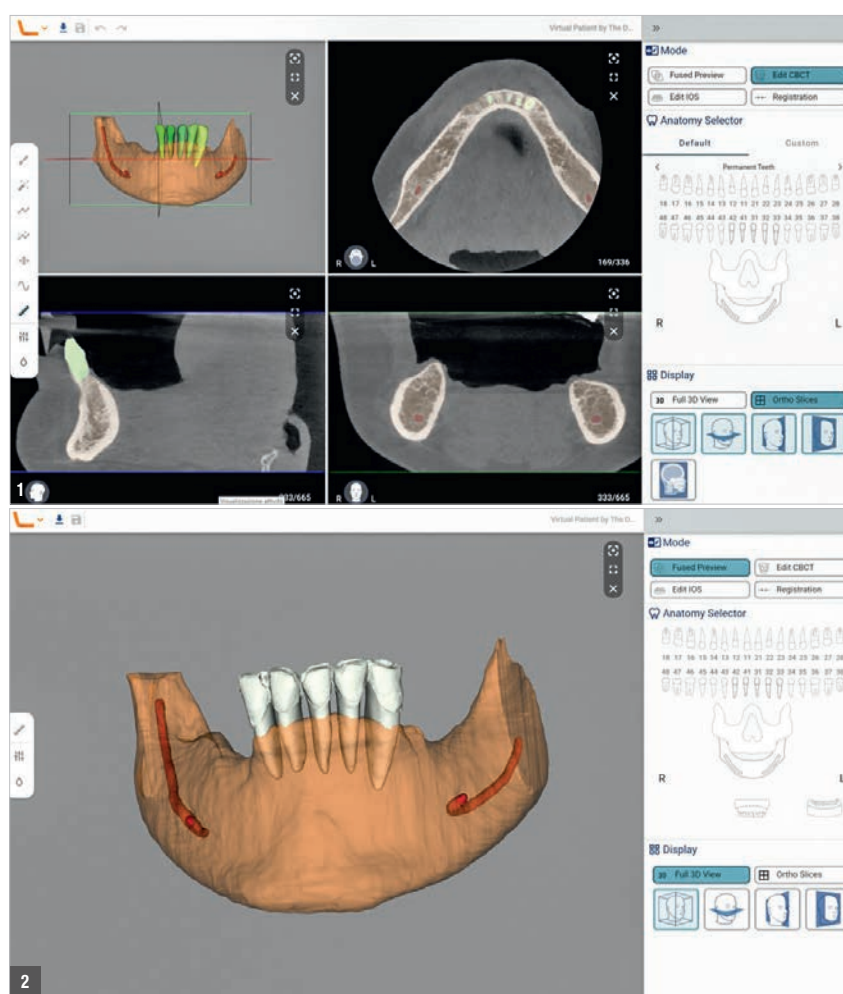 Virtual Patient by The D...
Mode
Fused Preview
Edit CBCT
Edit IOS
Registration
Anatomy Selector
Default
Custom
Permanent Teeth
18 17 16 15 14 13 12 11 21 22 23 24 25 26 27 28
48 47 46 45 44 43 42 41 31 32 33 34 35 36 37 38
R L
169/336
R L
Display
3D Full 3D View
Ortho Slices
1
333/665
R L
333/665
Virtual Patient by The D...
Mode
Fused Preview
Edit CBCT
Edit IOS
Registration
Anatomy Selector
18 17 16 15 14 13 12 11 21 22 23 24 25 26 27 28
48 47 46 45 44 43 42 41 31 32 33 34 35 36 37 38
R L
Display
3D Full 3D View
Ortho Slices
2